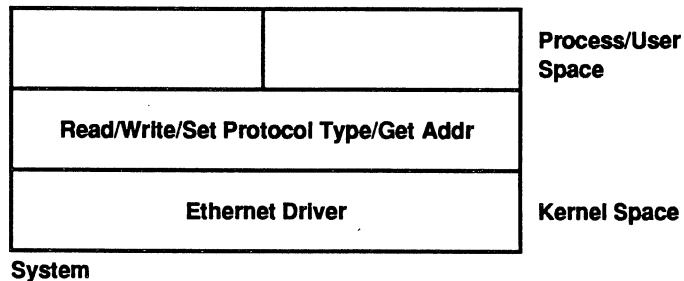 Process/User
Space
Read/Write/Set Protocol Type/Get Addr
Ethernet Driver
Kernel Space
System